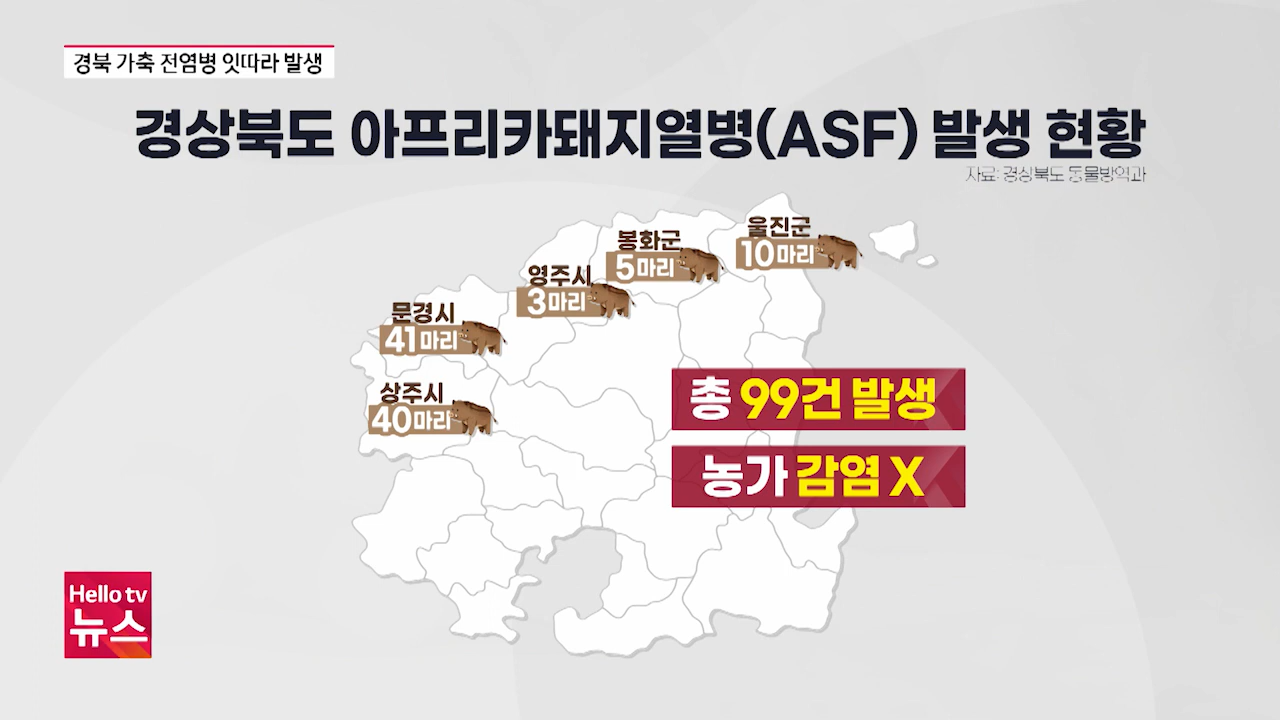 경북 가축 전염병 잇따라 발생
경상북도 아프리카돼지열병(ASF) 발생 현황
자료: 경상북도 동물방역과
울진군
10마리
봉화군
5마리
영주시
3마리
문경시
41마리
상주시
40마리
총 99건 발생
농가 감염 X
Hello tv
뉴스